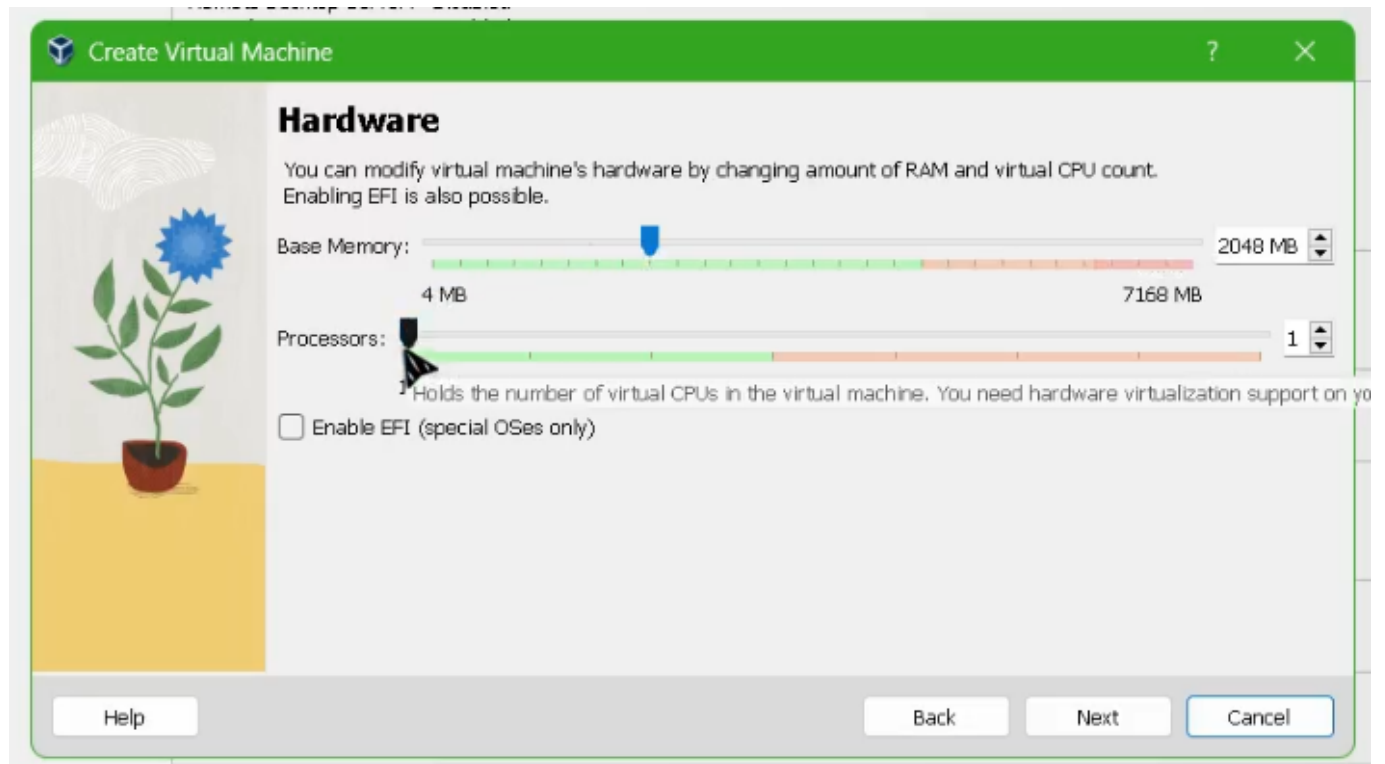 Create Virtual Machine
Hardware
You can modify virtual machine's hardware by changing amount of RAM and virtual CPU count.
Enabling EFI is also possible.
Base Memory:
2048 MB
4 MB
7168 MB
Processors:
1
Holds the number of virtual CPUs in the virtual machine. You need hardware virtualization support on yo
Enable EFI (special OSes only)
Help
Back
Next
Cancel